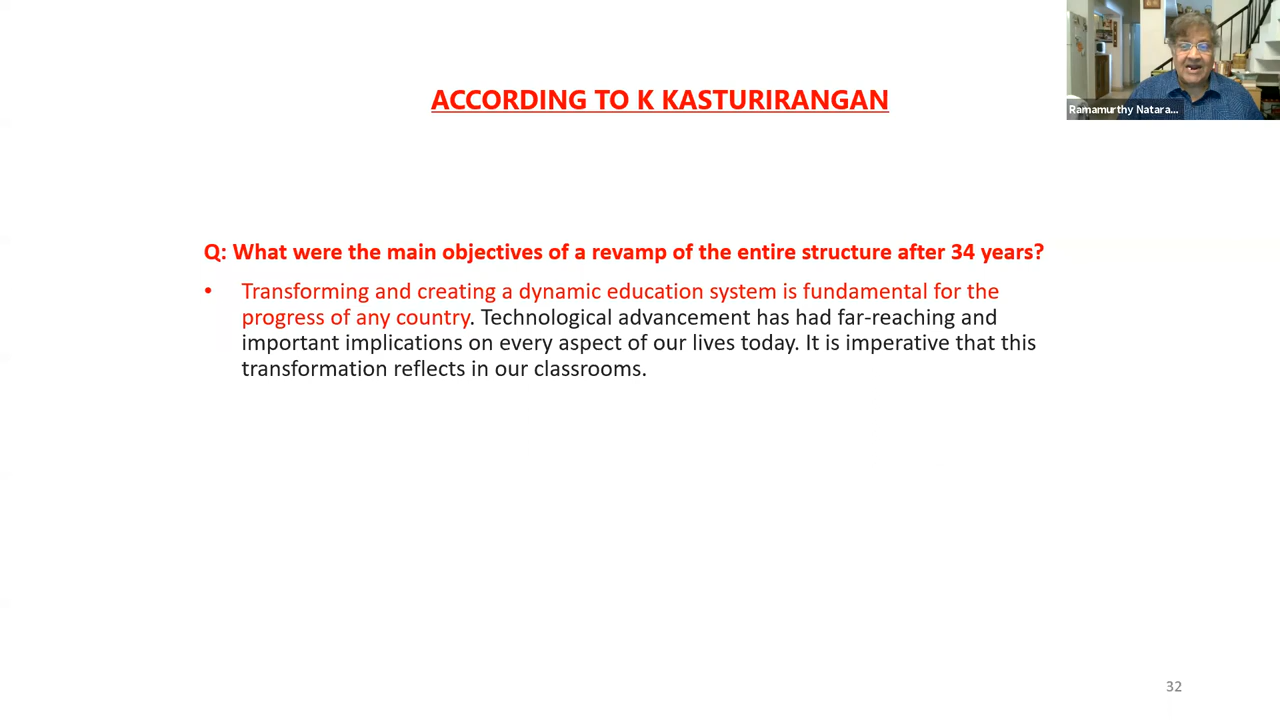 ACCORDING TO K KASTURIRANGAN
Ramamurthy Natara...
Q: What were the main objectives of a revamp of the entire structure after 34 years?
• Transforming and creating a dynamic education system is fundamental for the
progress of any country. Technological advancement has had far-reaching and
important implications on every aspect of our lives today. It is imperative that this
transformation reflects in our classrooms.
32